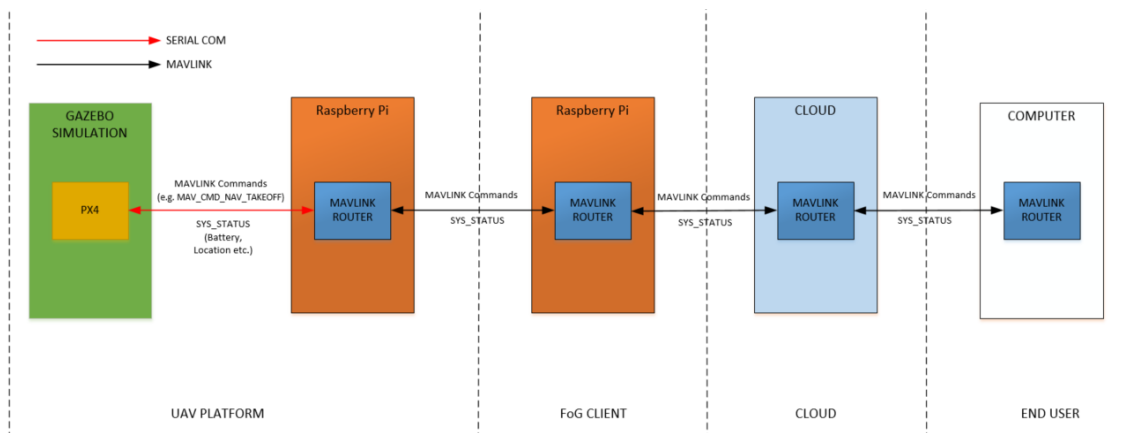 SERIAL COM
MAVLINK
GAZEBO
SIMULATION
PX4
MAVLINK Commands
(e.g. MAV_CMD_NAV_TAKEOFF)
SYS_STATUS
(Battery,
Location etc.)
Raspberry Pi
MAVLINK
ROUTER
MAVLINK Commands
SYS_STATUS
Raspberry Pi
MAVLINK
ROUTER
MAVLINK Commands
SYS_STATUS
CLOUD
MAVLINK
ROUTER
MAVLINK Commands
SYS_STATUS
COMPUTER
MAVLINK
ROUTER
UAV PLATFORM
FoG CLIENT
CLOUD
END USER